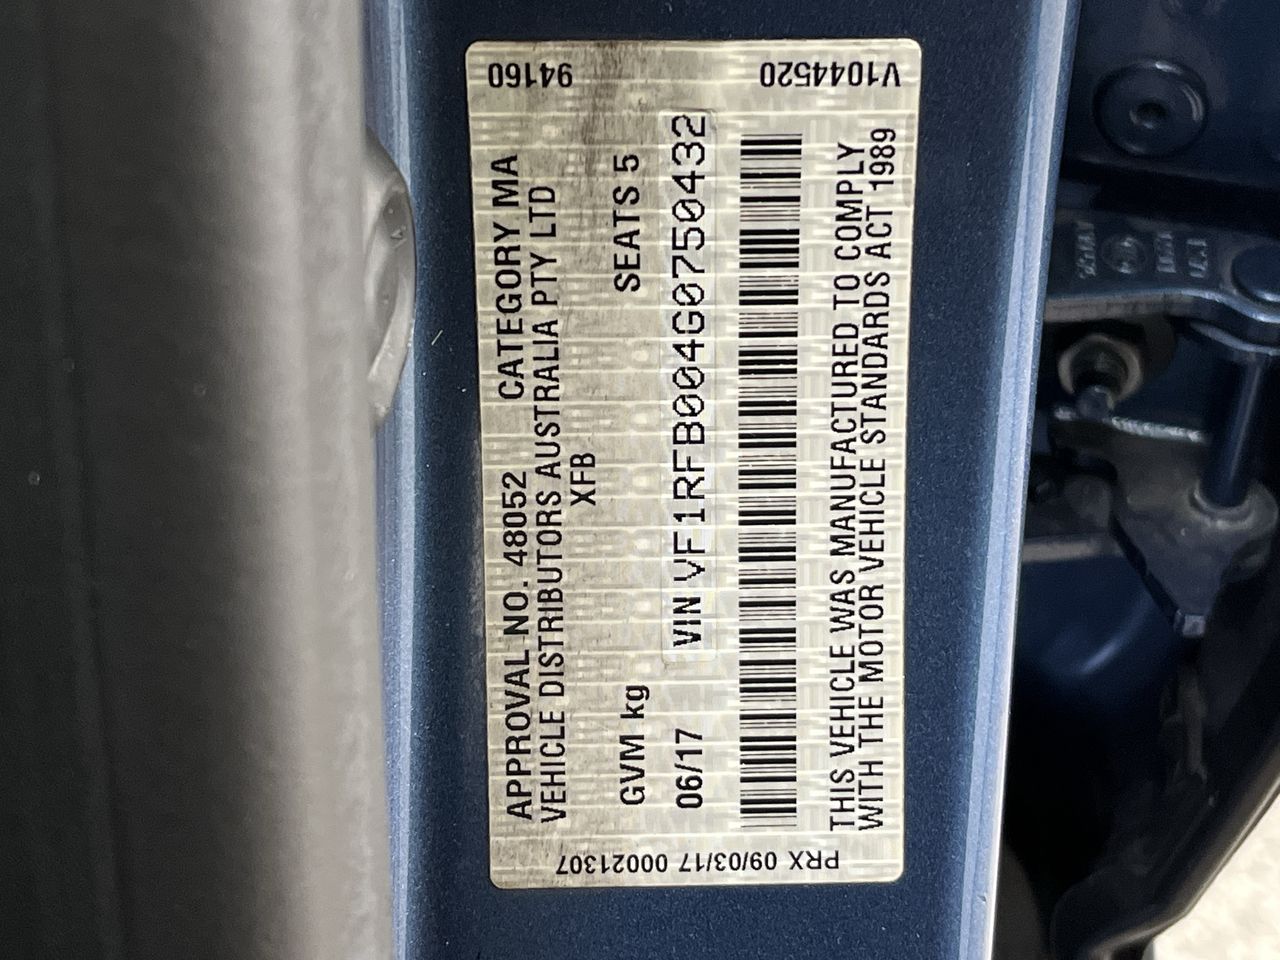 APPROVAL NO. 48052 CATEGORY MA
VEHICLE DISTRIBUTORS AUSTRALIA PTY LTD
XFB
GVM kg SEATS 5
06/17 VIN VF1RFB004G0750432
THIS VEHICLE WAS MANUFACTURED TO COMPLY
WITH THE MOTOR VEHICLE STANDARDS ACT 1989
94160
V1044520
PRX 09/03/17 00021307